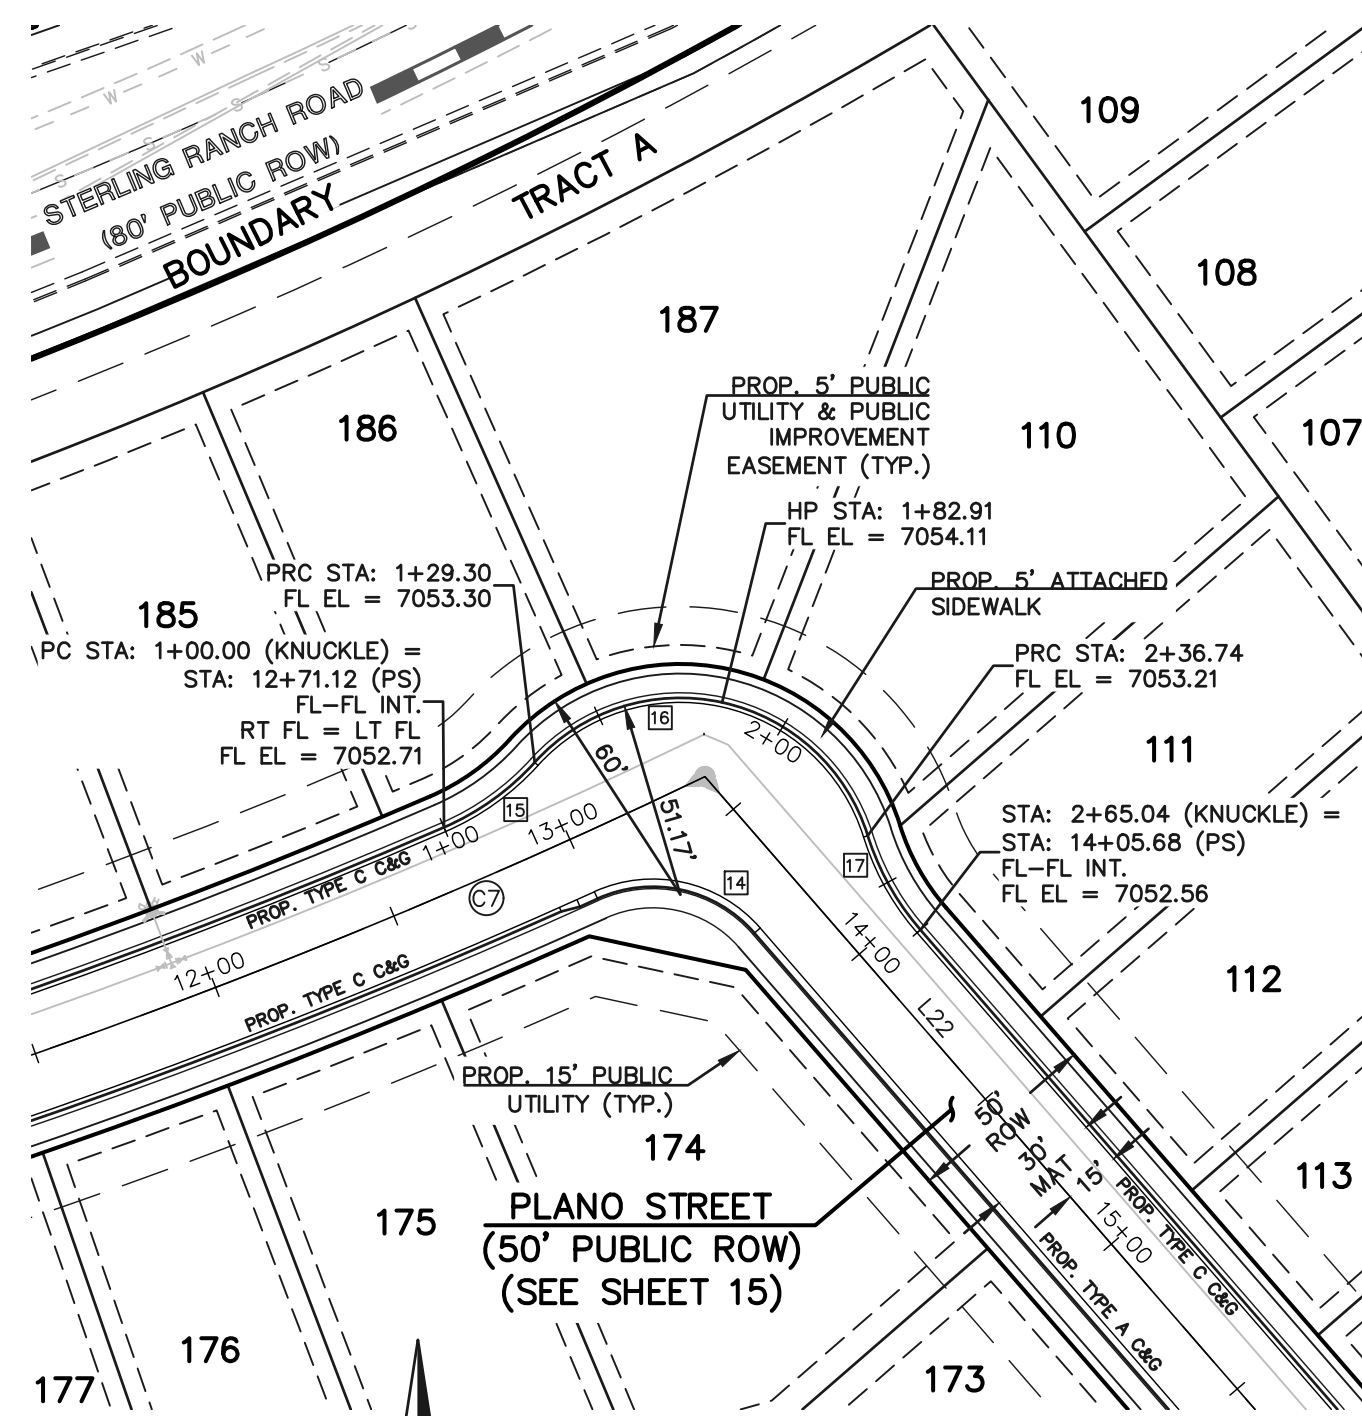 W
W
S
S
S
S
STERLING RANCH ROAD
(80' PUBLIC ROW)
BOUNDARY
TRACT A
109
108
107
187
186
110
185
PROP. 5' PUBLIC
UTILITY & PUBLIC
IMPROVEMENT
EASEMENT (TYP.)
HP STA: 1+82.91
FL EL = 7054.11
PRC STA: 1+29.30
FL EL = 7053.30
PROP. 5' ATTACHED
SIDEWALK
PC STA: 1+00.00 (KNUCKLE) =
STA: 12+71.12 (PS)
FL-FL INT.
RT FL = LT FL
FL EL = 7052.71
PRC STA: 2+36.74
FL EL = 7053.21
111
16
2+00
60'
51.17'
15
13+00
1+00
STA: 2+65.04 (KNUCKLE) =
STA: 14+05.68 (PS)
FL-FL INT.
FL EL = 7052.56
17
14
PROP. TYPE C C&G
C7
12+00
14+00
PROP. TYPE C C&G
L22
112
PROP. 15' PUBLIC
UTILITY (TYP.)
50'
ROW
30'
MAT
15'
174
113
PLANO STREET
(50' PUBLIC ROW)
(SEE SHEET 15)
175
15+00
PROP. TYPE C C&G
PROP. TYPE A C&G
176
177
173